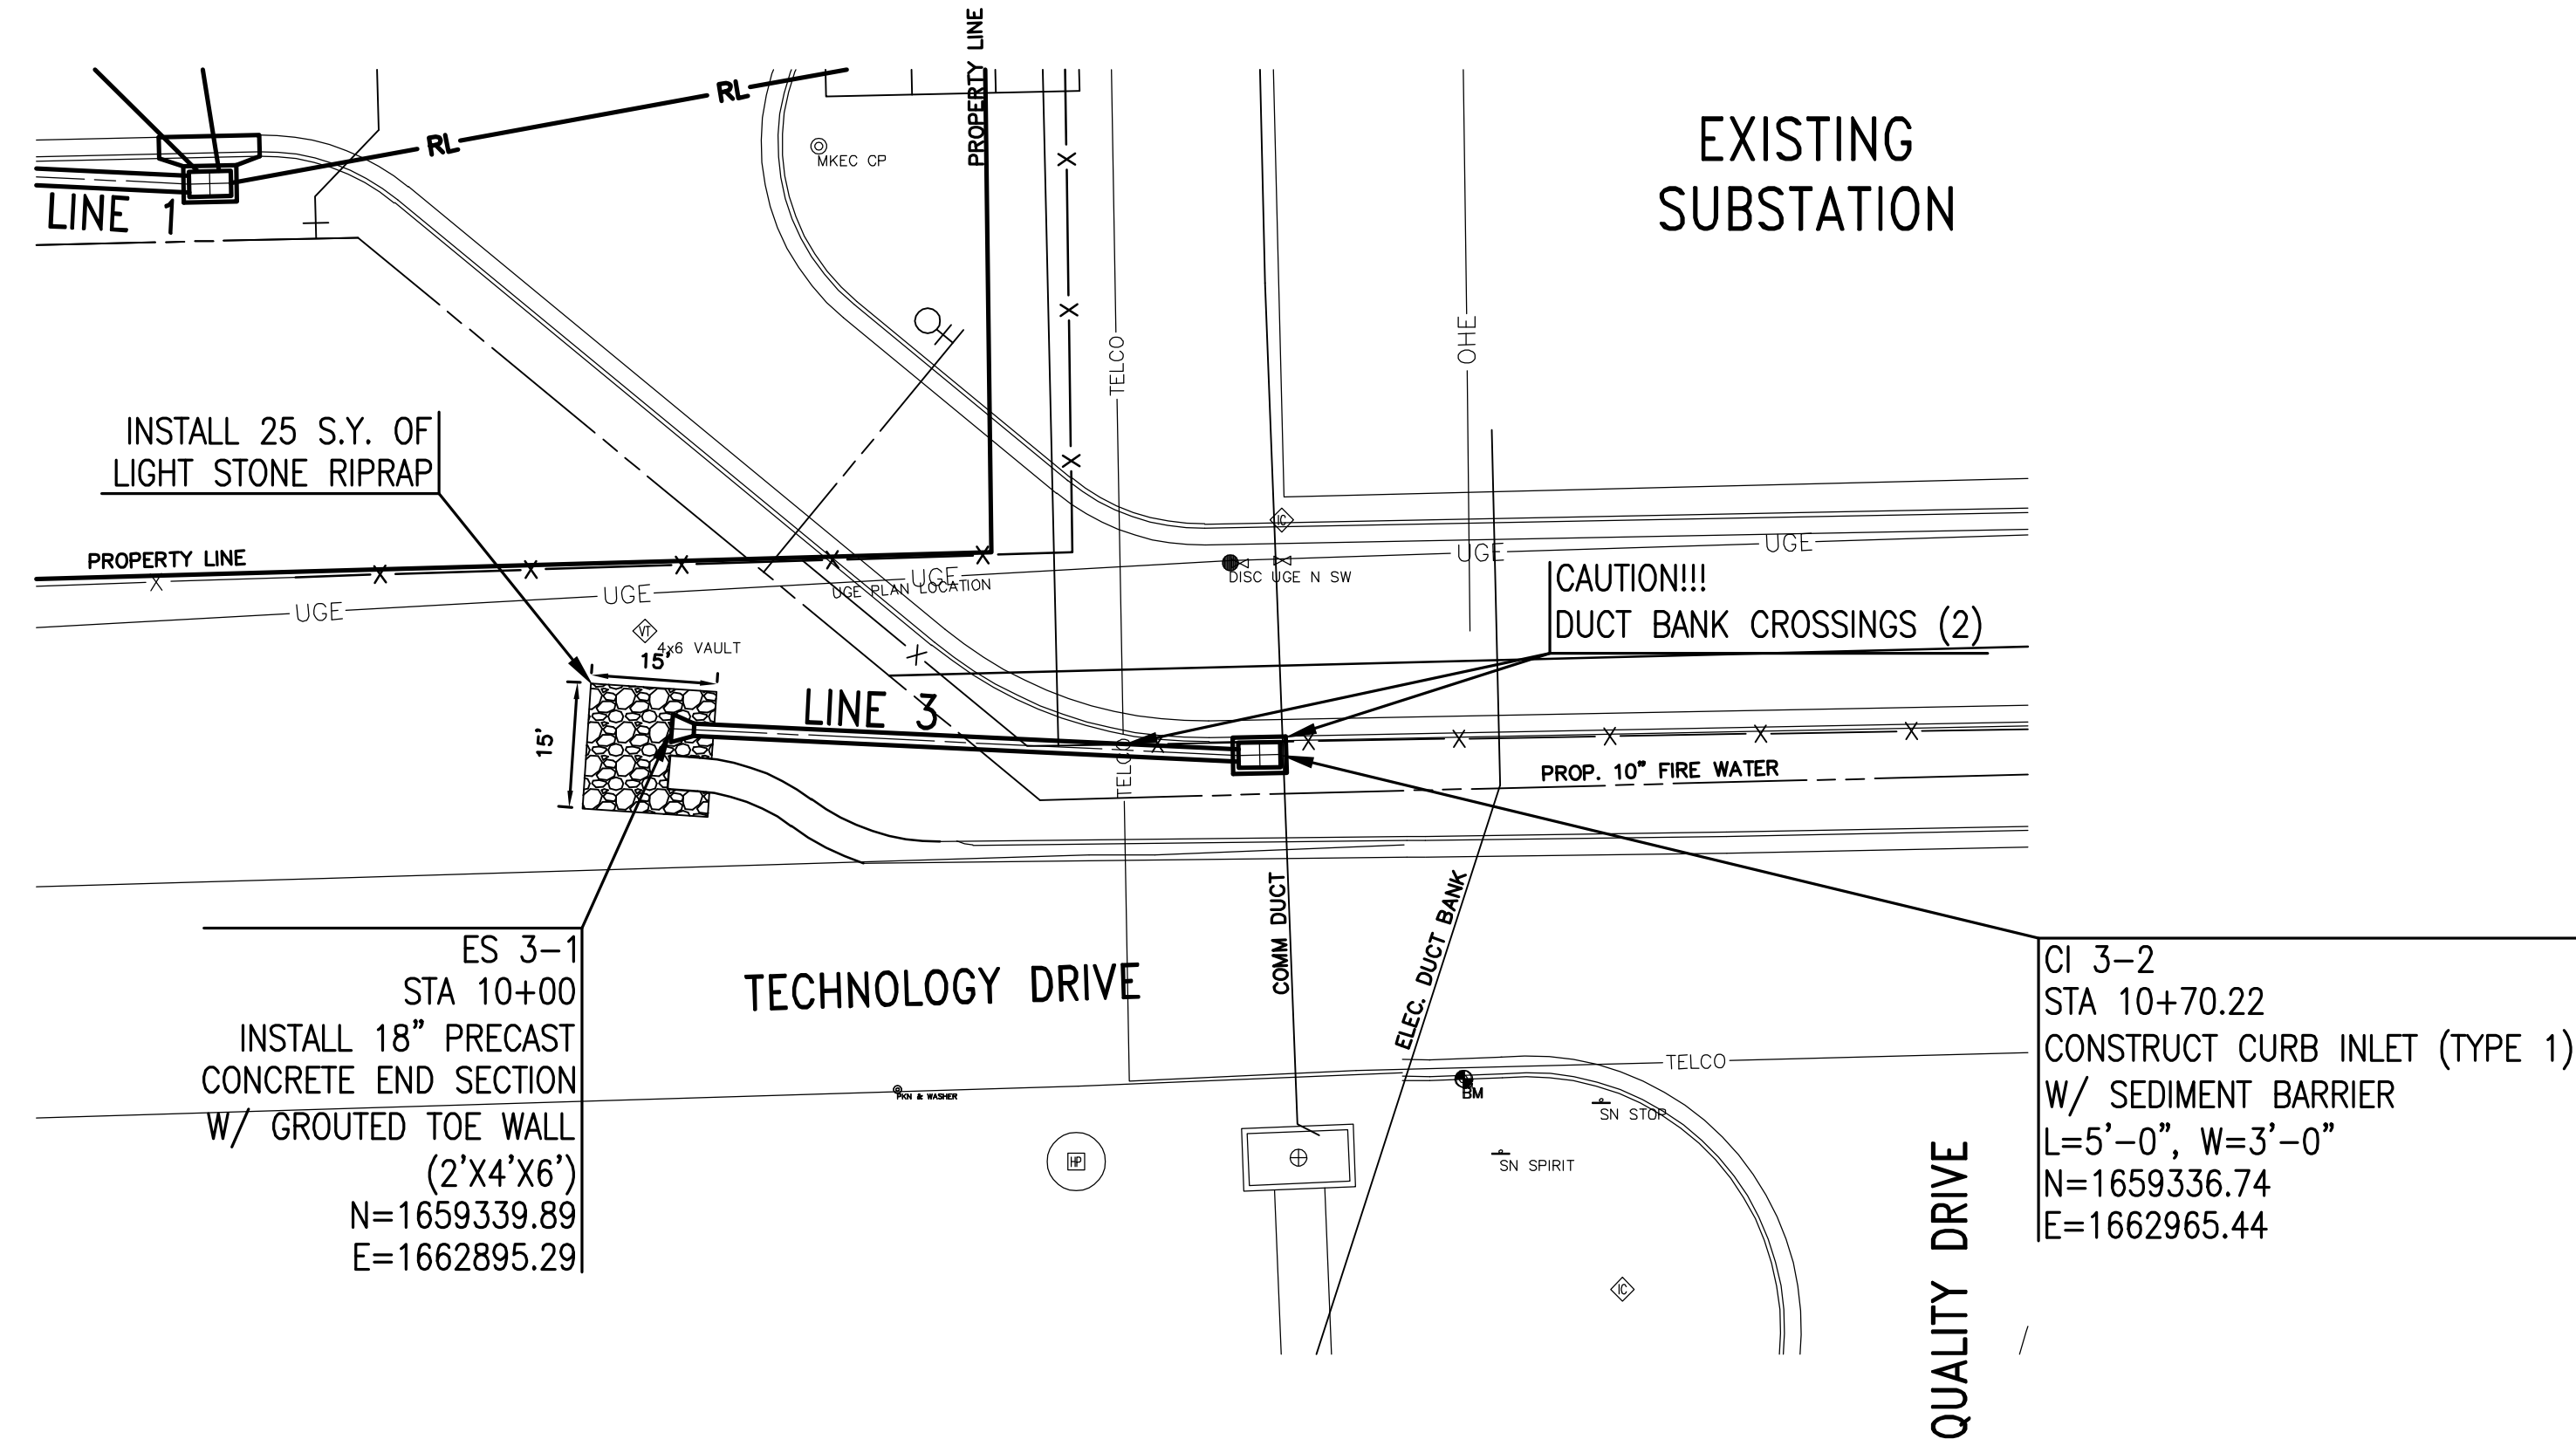 PROPERTY LINE
RL
RL
MKEC CP
EXISTING
SUBSTATION
LINE 1
TELCO
OHE
INSTALL 25 S.Y. OF
LIGHT STONE RIPRAP
PROPERTY LINE
X
X
X
X
X
X
X
X
X
IC
UGE
UGE
UGE
UGE
UGE
UGE PLAN LOCATION
DISC UGE N SW
CAUTION!!!
DUCT BANK CROSSINGS (2)
VT
4x6 VAULT
15'
15'
X
LINE 3
TELCO
X
X
X
X
X
X
PROP. 10" FIRE WATER
COMM DUCT
ELEC. DUCT BANK
ES 3-1
STA 10+00
INSTALL 18" PRECAST
CONCRETE END SECTION
W/ GROUTED TOE WALL
(2'X4'X6')
N=1659339.89
E=1662895.29
TECHNOLOGY DRIVE
CI 3-2
STA 10+70.22
CONSTRUCT CURB INLET (TYPE 1)
W/ SEDIMENT BARRIER
L=5'-0", W=3'-0"
N=1659336.74
E=1662965.44
TELCO
PKN & WASHER
BM
SN STOP
HP
SN SPIRIT
IC
QUALITY DRIVE